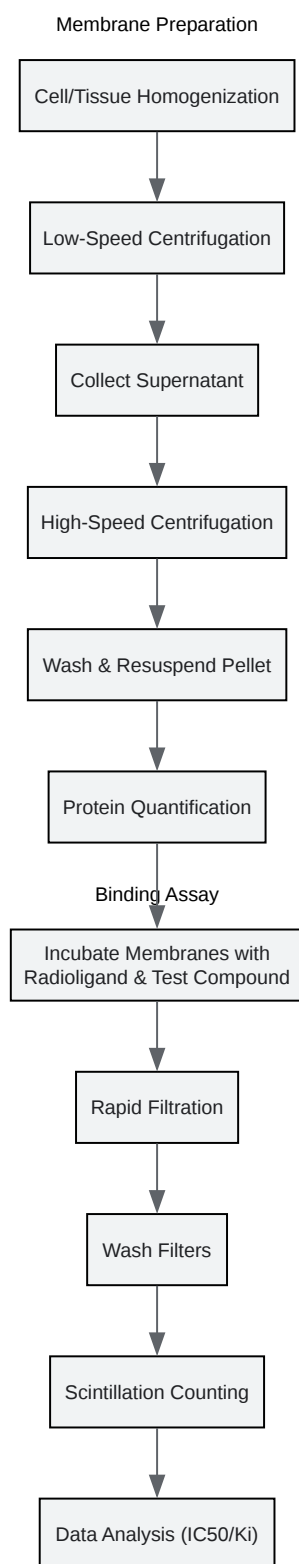 Membrane Preparation
Cell/Tissue Homogenization
Low-Speed Centrifugation
Collect Supernatant
High-Speed Centrifugation
Wash & Resuspend Pellet
Protein Quantification
Binding Assay
Incubate Membranes with
Radioligand & Test Compound
Rapid Filtration
Wash Filters
Scintillation Counting
Data Analysis (IC50/Ki)